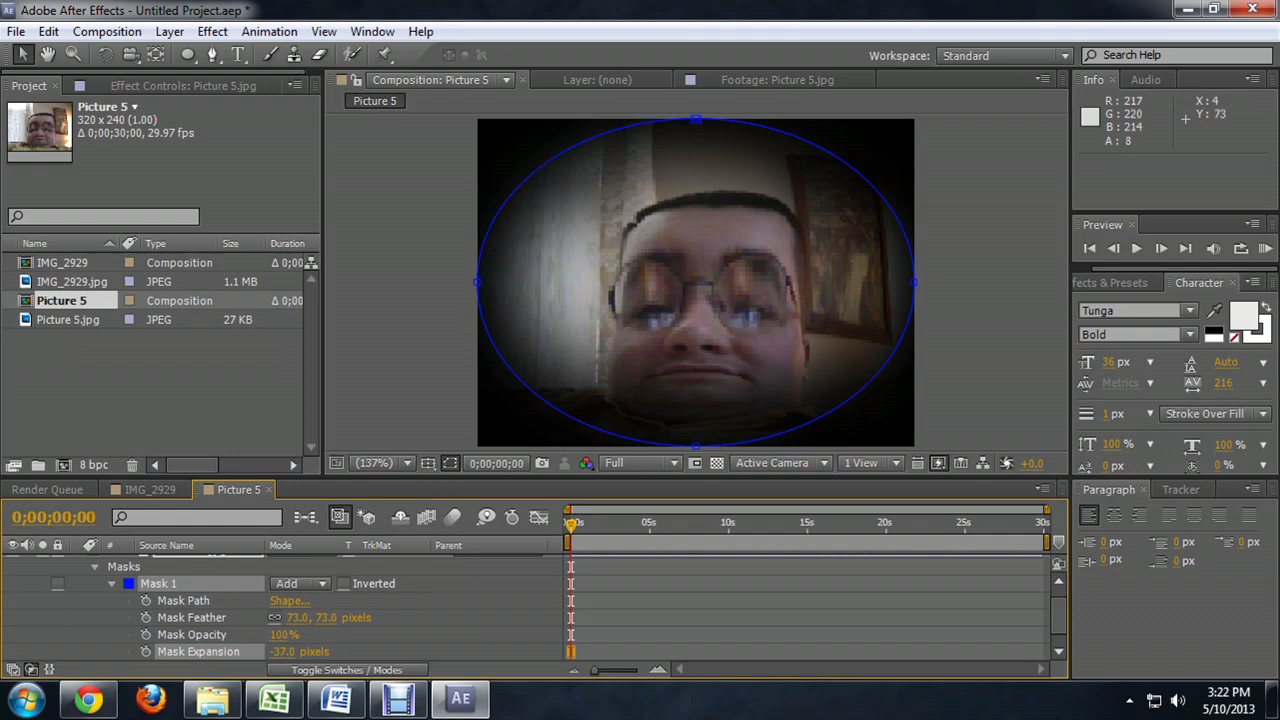 Adobe After Effects - Untitled Project.aep *
File Edit Composition Layer Effect Animation View Window Help
Workspace: Standard Search Help
Project Effect Controls: Picture 5.jpg
Composition: Picture 5 Layer: (none) Footage: Picture 5.jpg
Info Audio
Picture 5
320 x 240 (1.00)
Δ 0;00;30;00, 29.97 fps
Picture 5
R: 217 X: 4
G: 220 Y: 73
B: 214
A: 8
Preview
Name Type Size Duration
IMG_2929 Composition Δ 0;00
IMG_2929.jpg JPEG 1.1 MB
Picture 5 Composition Δ 0;00
Picture 5.jpg JPEG 27 KB
ffects & Presets Character
Tunga
Bold
36 px Auto
Metrics 216
1 px Stroke Over Fill
100 % 100 %
0 px 0 %
8 bpc
(137%) 0;00;00;00 Full Active Camera 1 View +0.0
Render Queue IMG_2929 Picture 5
Paragraph Tracker
0;00;00;00
00s 05s 10s 15s 20s 25s 30s
# Source Name Mode T TrkMat Parent
0 px 0 px 0 px
0 px 0 px
Masks
Mask 1 Add Inverted
Mask Path Shape...
Mask Feather 73.0, 73.0 pixels
Mask Opacity 100%
Mask Expansion -37.0 pixels
Toggle Switches / Modes
AE
3:22 PM
5/10/2013